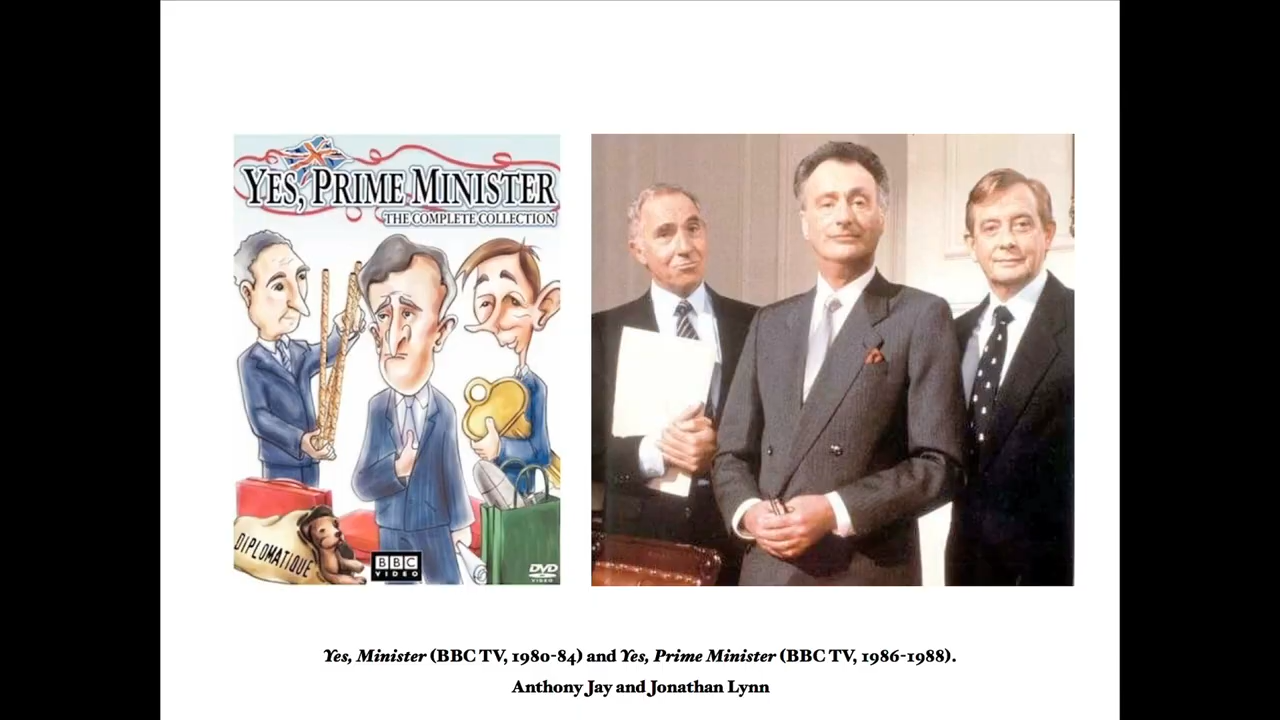 YES, PRIME MINISTER
THE COMPLETE COLLECTION
DIPLOMATIQUE
BBC
VIDEO
DVD
VIDEO
Yes, Minister (BBC TV, 1980-84) and Yes, Prime Minister (BBC TV, 1986-1988).
Anthony Jay and Jonathan Lynn